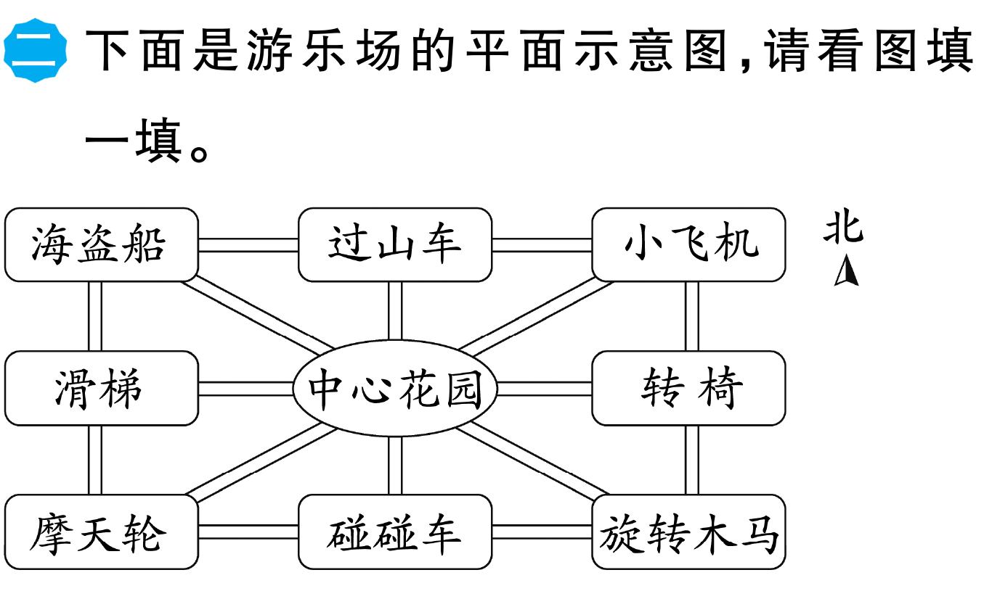 二 下面是游乐场的平面示意图,请看图填
一填。
海盗船 过山车 小飞机 北
滑梯 中心花园 转椅
摩天轮 碰碰车 旋转木马